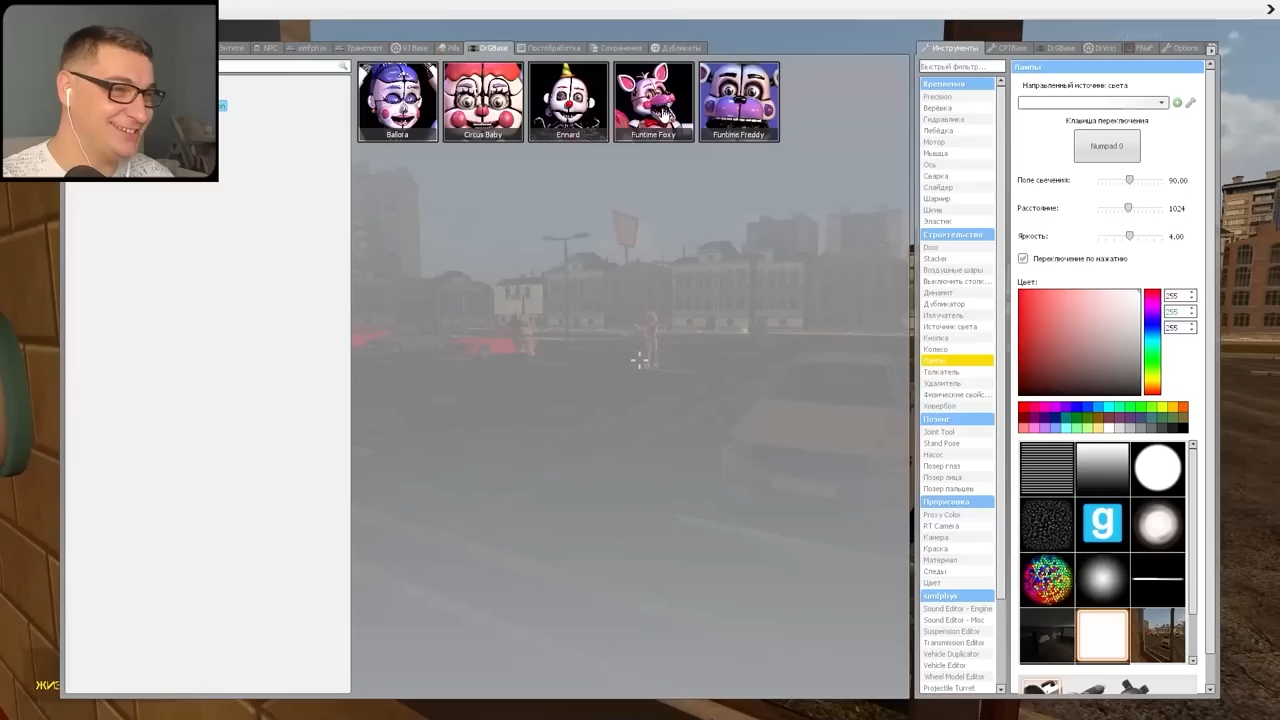 нтити
NPC
simfphys
Транспорт
VJ Base
Pills
DrGBase
Постобработка
Сохранения
Дубликаты
Инструменты
CPTBase
DrGBase
DrVrej
FNaF
Options
Ballora
Circus Baby
Ennard
Funtime Foxy
Funtime Freddy
Быстрый фильтр...
Крепления
Precision
Верёвка
Гидравлика
Лебёдка
Мотор
Мышца
Ось
Сварка
Слайдер
Шарнир
Шкив
Эластик
Строительство
Door
Stacker
Воздушные шары
Выключить столк...
Динамит
Дубликатор
Излучатель
Источник света
Кнопка
Колесо
Лампы
Толкатель
Удалитель
Физические свойс...
Ховербол
Позинг
Joint Tool
Stand Pose
Насос
Позер глаз
Позер лица
Позер пальцев
Прорисовка
Proxy Color
RT Camera
Камера
Краска
Материал
Следы
Цвет
simfphys
Sound Editor - Engine
Sound Editor - Misc
Suspension Editor
Transmission Editor
Vehicle Duplicator
Vehicle Editor
Wheel Model Editor
Projectile Turret
Лампы
Направленный источник света
Клавиша переключения
Numpad 0
Поле свечения: 90.00
Расстояние: 1024
Яркость: 4.00
Переключение по нажатию
Цвет:
255
255
255
g